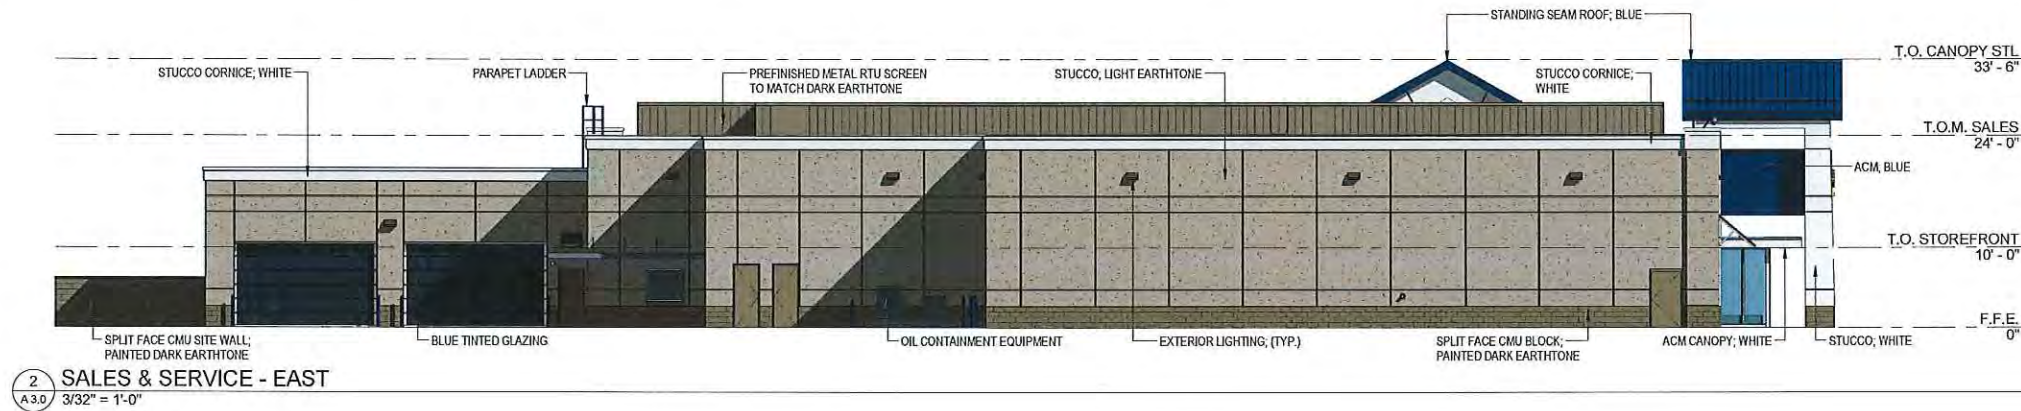 STANDING SEAM ROOF; BLUE
T.O. CANOPY STL
33' - 6"
STUCCO CORNICE; WHITE
PARAPET LADDER
PREFINISHED METAL RTU SCREEN
TO MATCH DARK EARTHTONE
STUCCO, LIGHT EARTHTONE
STUCCO CORNICE;
WHITE
T.O.M. SALES
24' - 0"
ACM, BLUE
T.O. STOREFRONT
10' - 0"
F.F.E.
0"
SPLIT FACE CMU SITE WALL;
PAINTED DARK EARTHTONE
BLUE TINTED GLAZING
OIL CONTAINMENT EQUIPMENT
EXTERIOR LIGHTING; (TYP.)
SPLIT FACE CMU BLOCK;
PAINTED DARK EARTHTONE
ACM CANOPY; WHITE
STUCCO; WHITE
2
A3.0
SALES & SERVICE - EAST
3/32" = 1'-0"